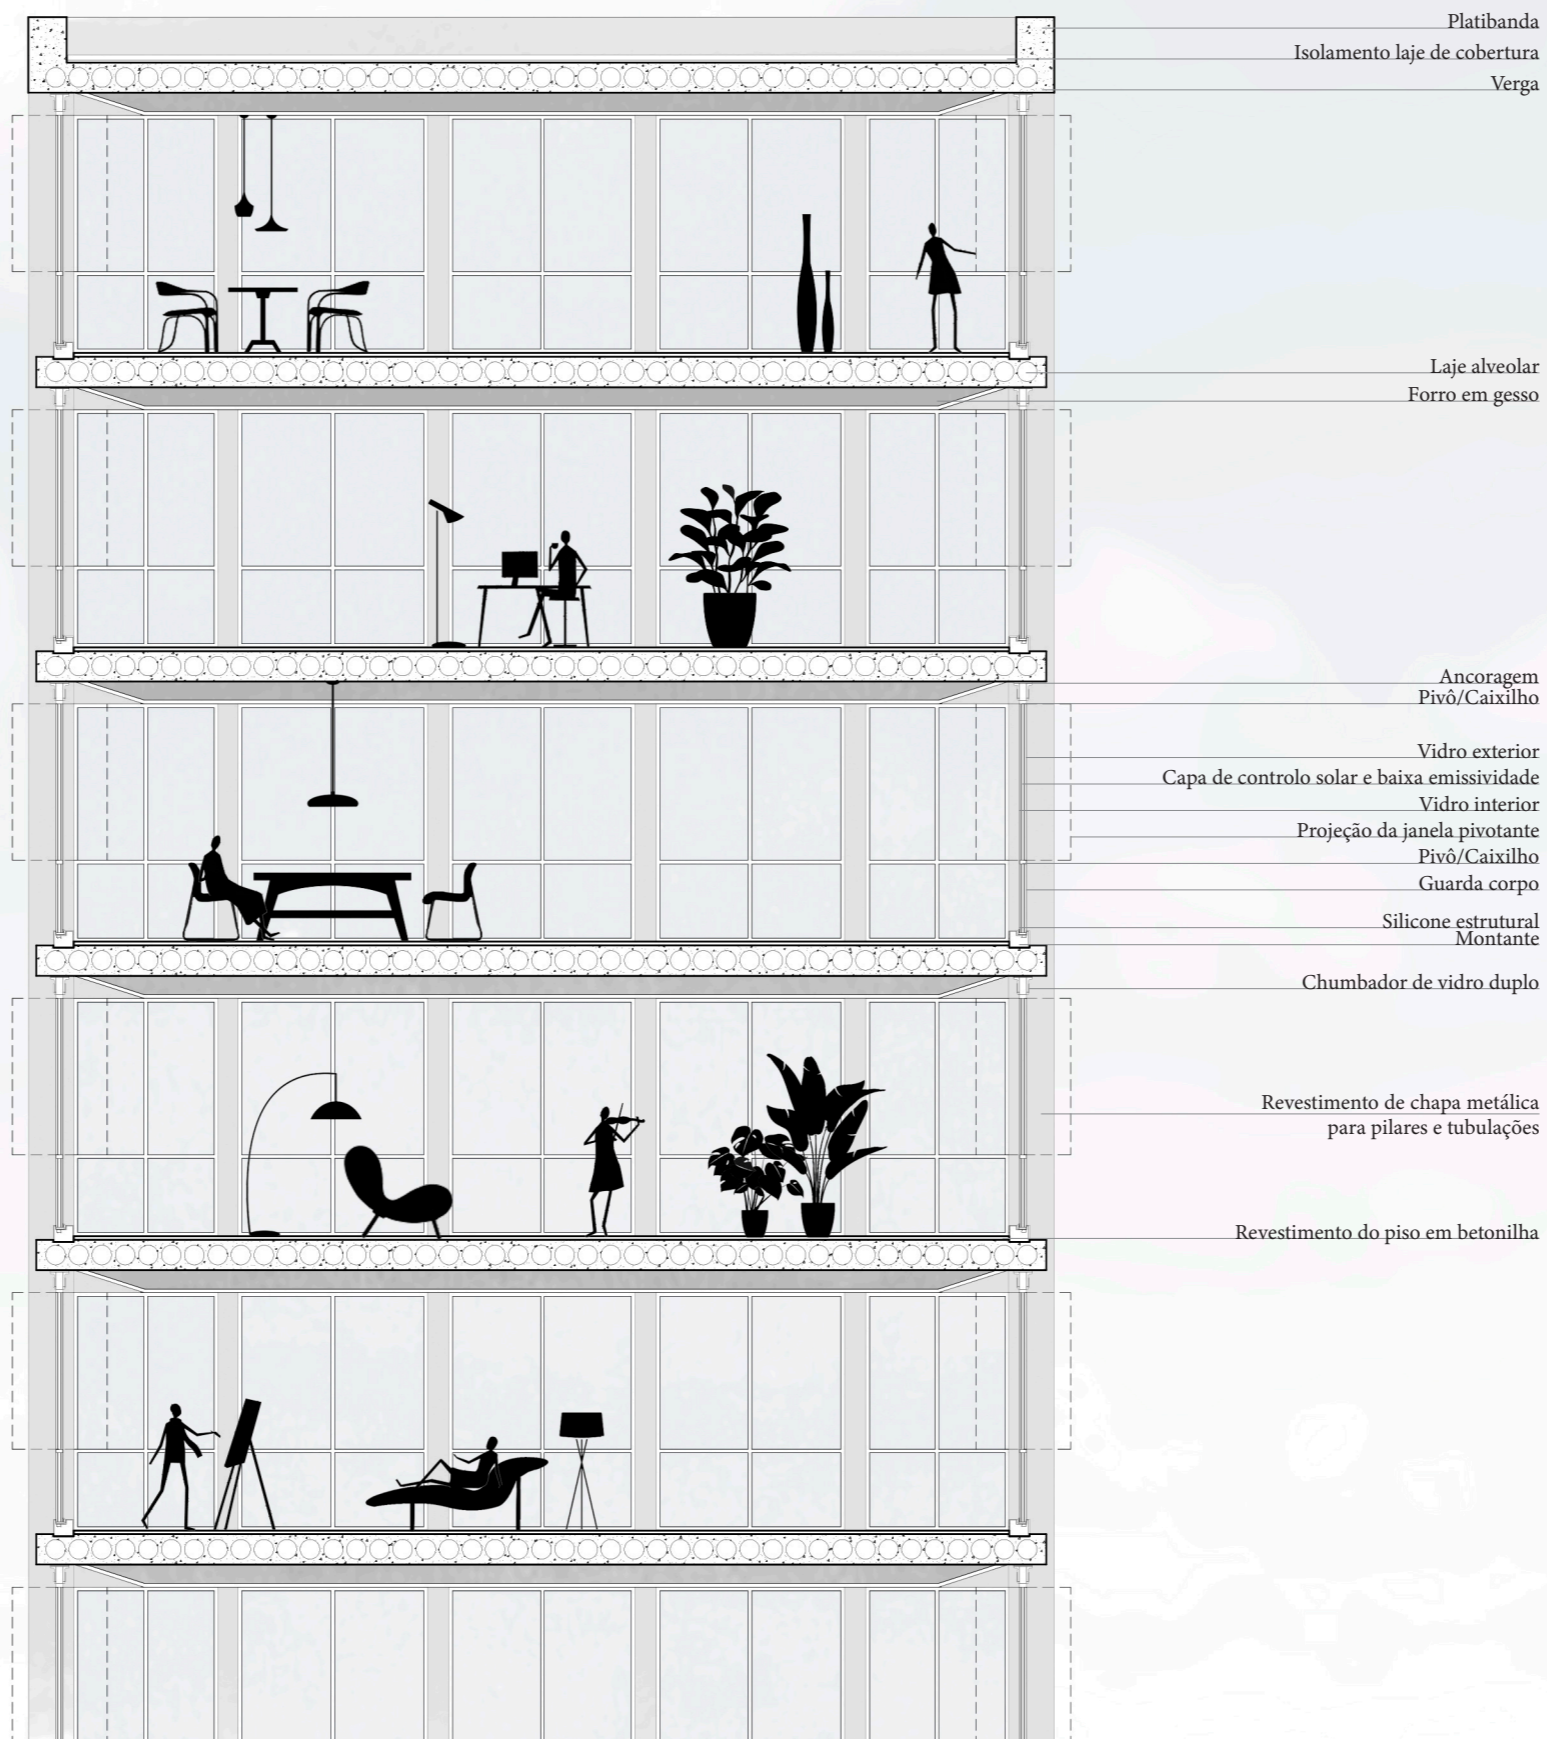 Platibanda
Isolamento laje de cobertura
Verga
Laje alveolar
Forro em gesso
Ancoragem
Pivô/Caixilho
Vidro exterior
Capa de controlo solar e baixa emissividade
Vidro interior
Projeção da janela pivotante
Pivô/Caixilho
Guarda corpo
Silicone estrutural
Montante
Chumbador de vidro duplo
Revestimento de chapa metálica
para pilares e tubulações
Revestimento do piso em betonilha